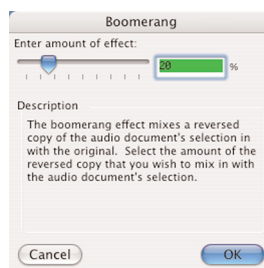 Boomerang
Enter amount of effect:
20 %
Description
The boomerang effect mixes a reversed
copy of the audio document's selection in
with the original. Select the amount of the
reversed copy that you wish to mix in with
the audio document's selection.
Cancel OK